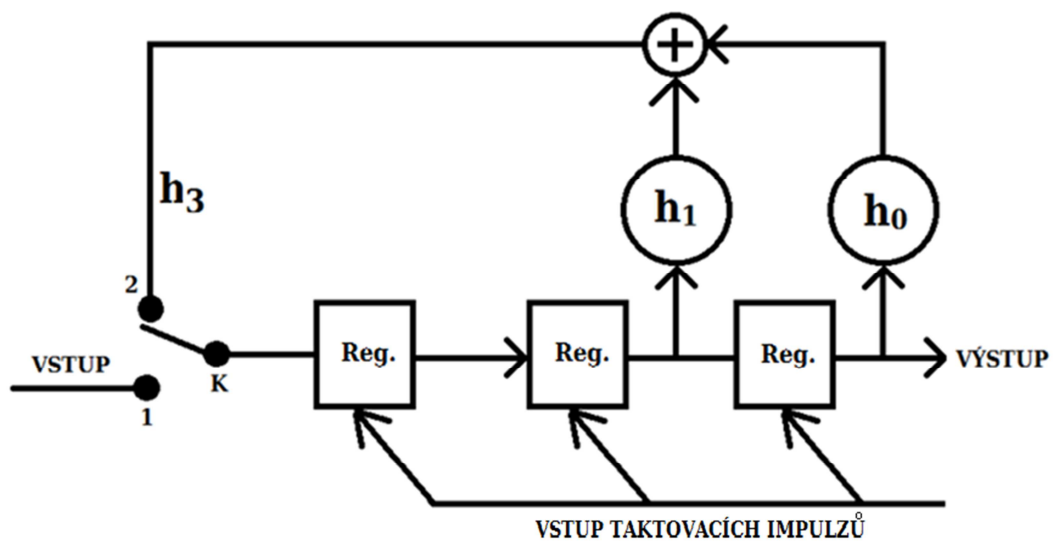 +
h1
h0
h3
2
VSTUP
K
1
Reg.
Reg.
Reg.
VÝSTUP
VSTUP TAKTOVACÍCH IMPULZŮ